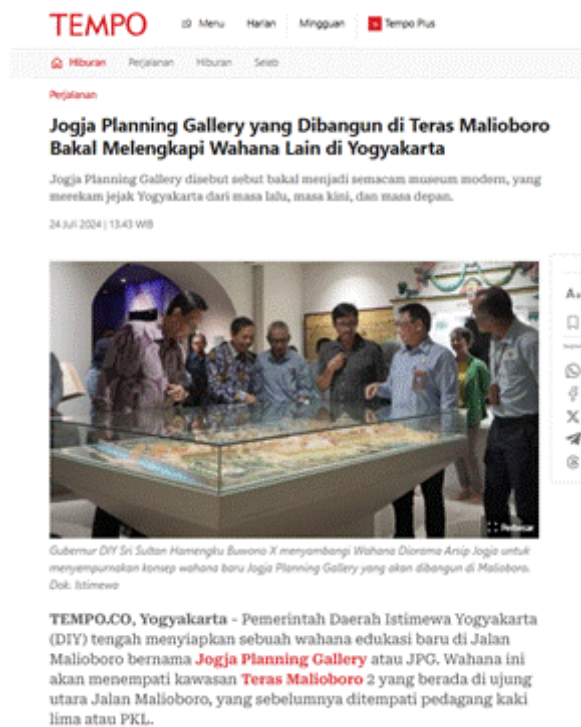 TEMPO
Menu Harian Mingguan Tempo Plus
Hiburan Perjalanan Hiburan Seleb
Perjalanan
Jogja Planning Gallery yang Dibangun di Teras Malioboro
Bakal Melengkapi Wahana Lain di Yogyakarta
Jogja Planning Gallery disebut sebut bakal menjadi semacam museum modern, yang
merekam jejak Yogyakarta dari masa lalu, masa kini, dan masa depan.
24 Juli 2024 | 13.43 WIB
Perbesar
Gubernur DIY Sri Sultan Hamengku Buwono X menyambangi Wahana Diorama Arsip Jogja untuk
menyempurnakan konsep wahana baru Jogja Planning Gallery yang akan dibangun di Malioboro.
Dok. Istimewa
TEMPO.CO, Yogyakarta - Pemerintah Daerah Istimewa Yogyakarta
(DIY) tengah menyiapkan sebuah wahana edukasi baru di Jalan
Malioboro bernama Jogja Planning Gallery atau JPG. Wahana ini
akan menempati kawasan Teras Malioboro 2 yang berada di ujung
utara Jalan Malioboro, yang sebelumnya ditempati pedagang kaki
lima atau PKL.